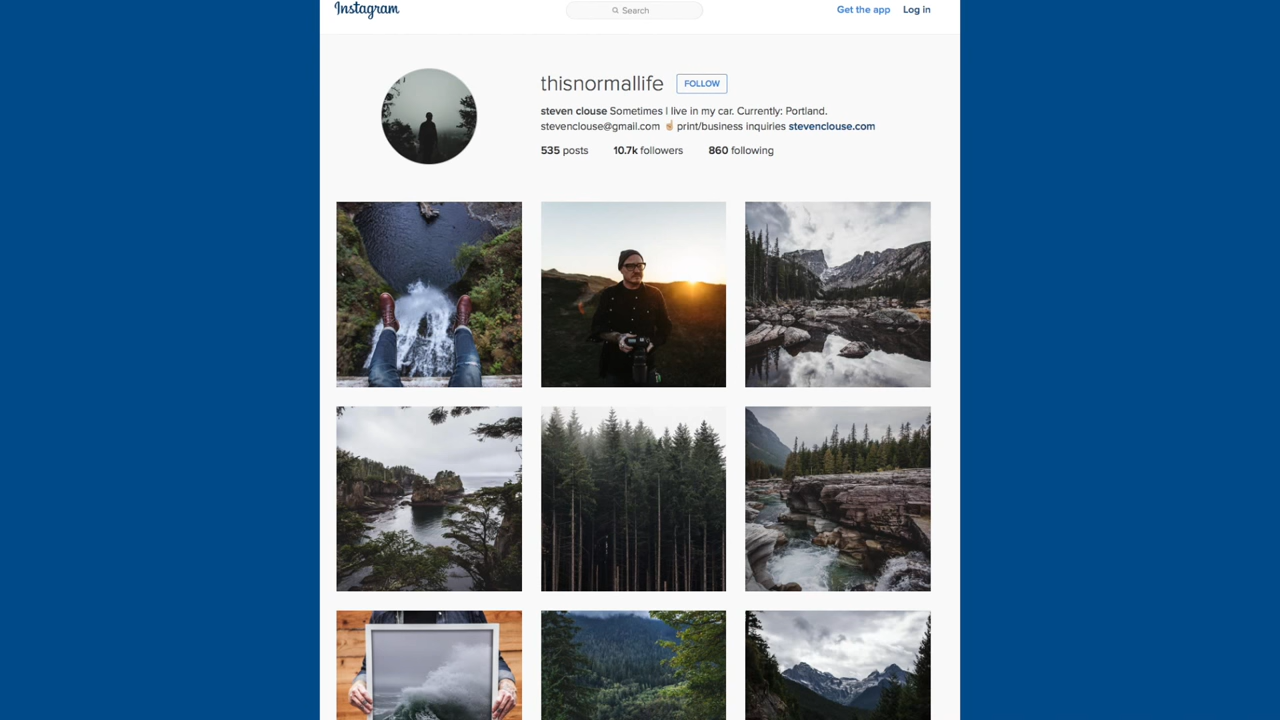 Instagram
Search
Get the app
Log in
thisnormallife
FOLLOW
steven clouse Sometimes I live in my car. Currently: Portland.
stevenclouse@gmail.com ☝🏼 print/business inquiries stevenclouse.com
535 posts 10.7k followers 860 following